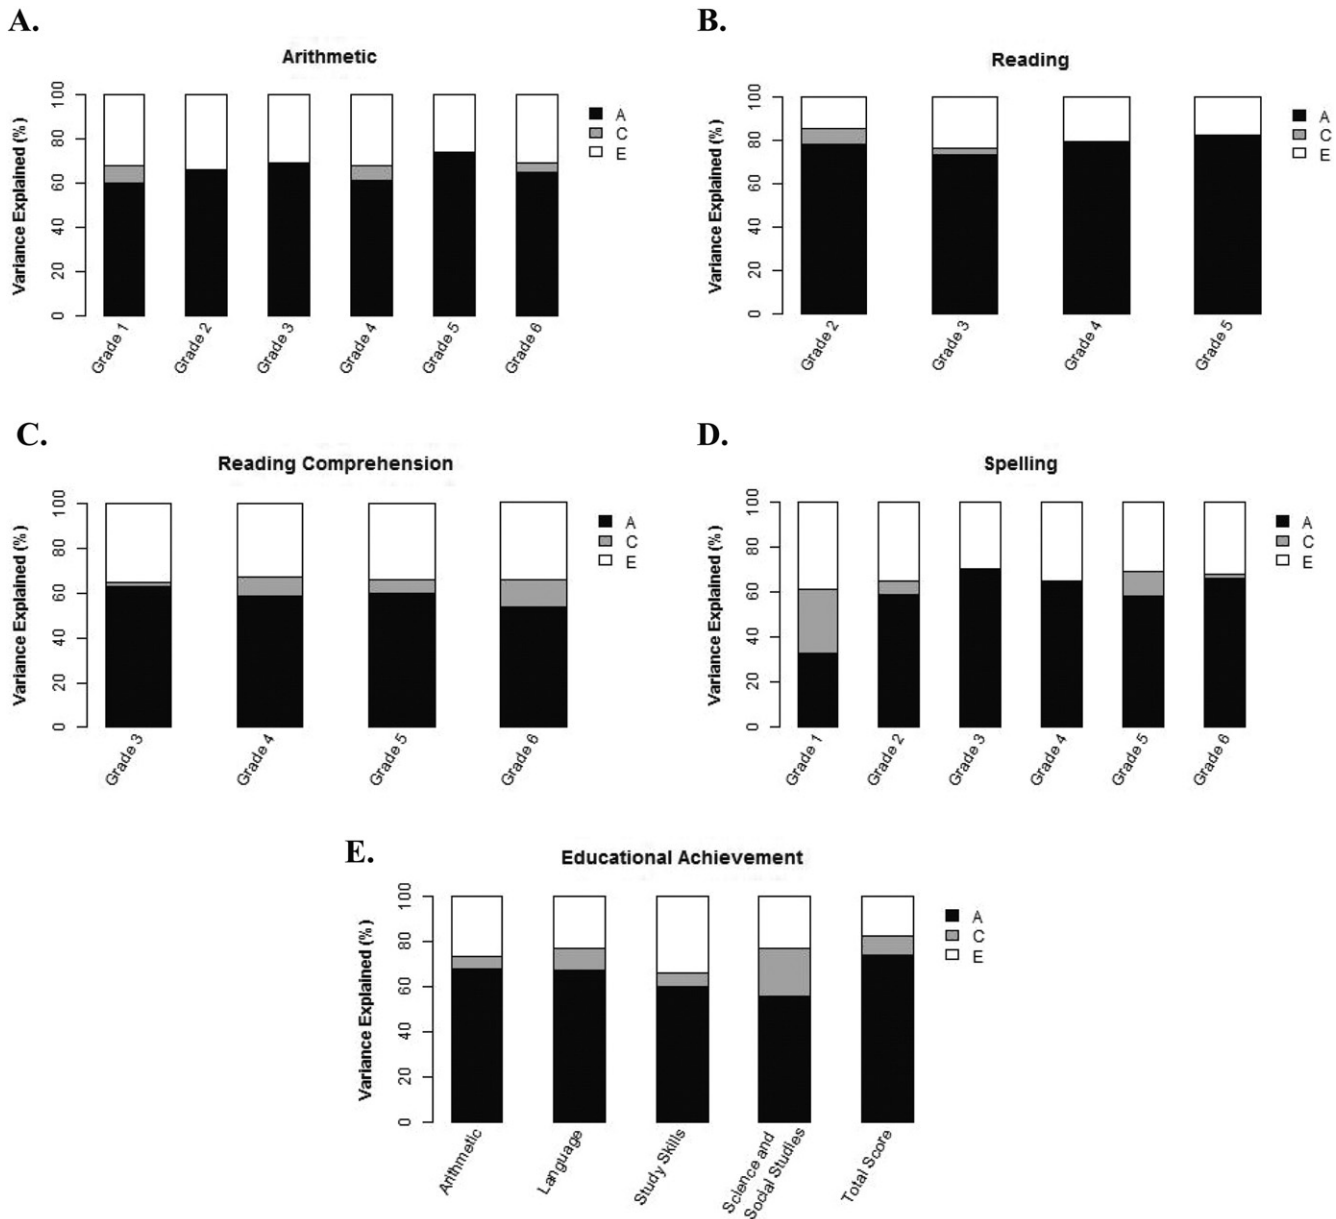 A.
Arithmetic
Variance Explained (%)
0 20 40 60 80 100
Grade 1 Grade 2 Grade 3 Grade 4 Grade 5 Grade 6
A
C
E
B.
Reading
Variance Explained (%)
0 20 40 60 80 100
Grade 2 Grade 3 Grade 4 Grade 5
A
C
E
C.
Reading Comprehension
Variance Explained (%)
0 20 40 60 80 100
Grade 3 Grade 4 Grade 5 Grade 6
A
C
E
D.
Spelling
Variance Explained (%)
0 20 40 60 80 100
Grade 1 Grade 2 Grade 3 Grade 4 Grade 5 Grade 6
A
C
E
E.
Educational Achievement
Variance Explained (%)
0 20 40 60 80 100
Arithmetic
Language
Study Skills
Science and
Social Studies
Total Score
A
C
E